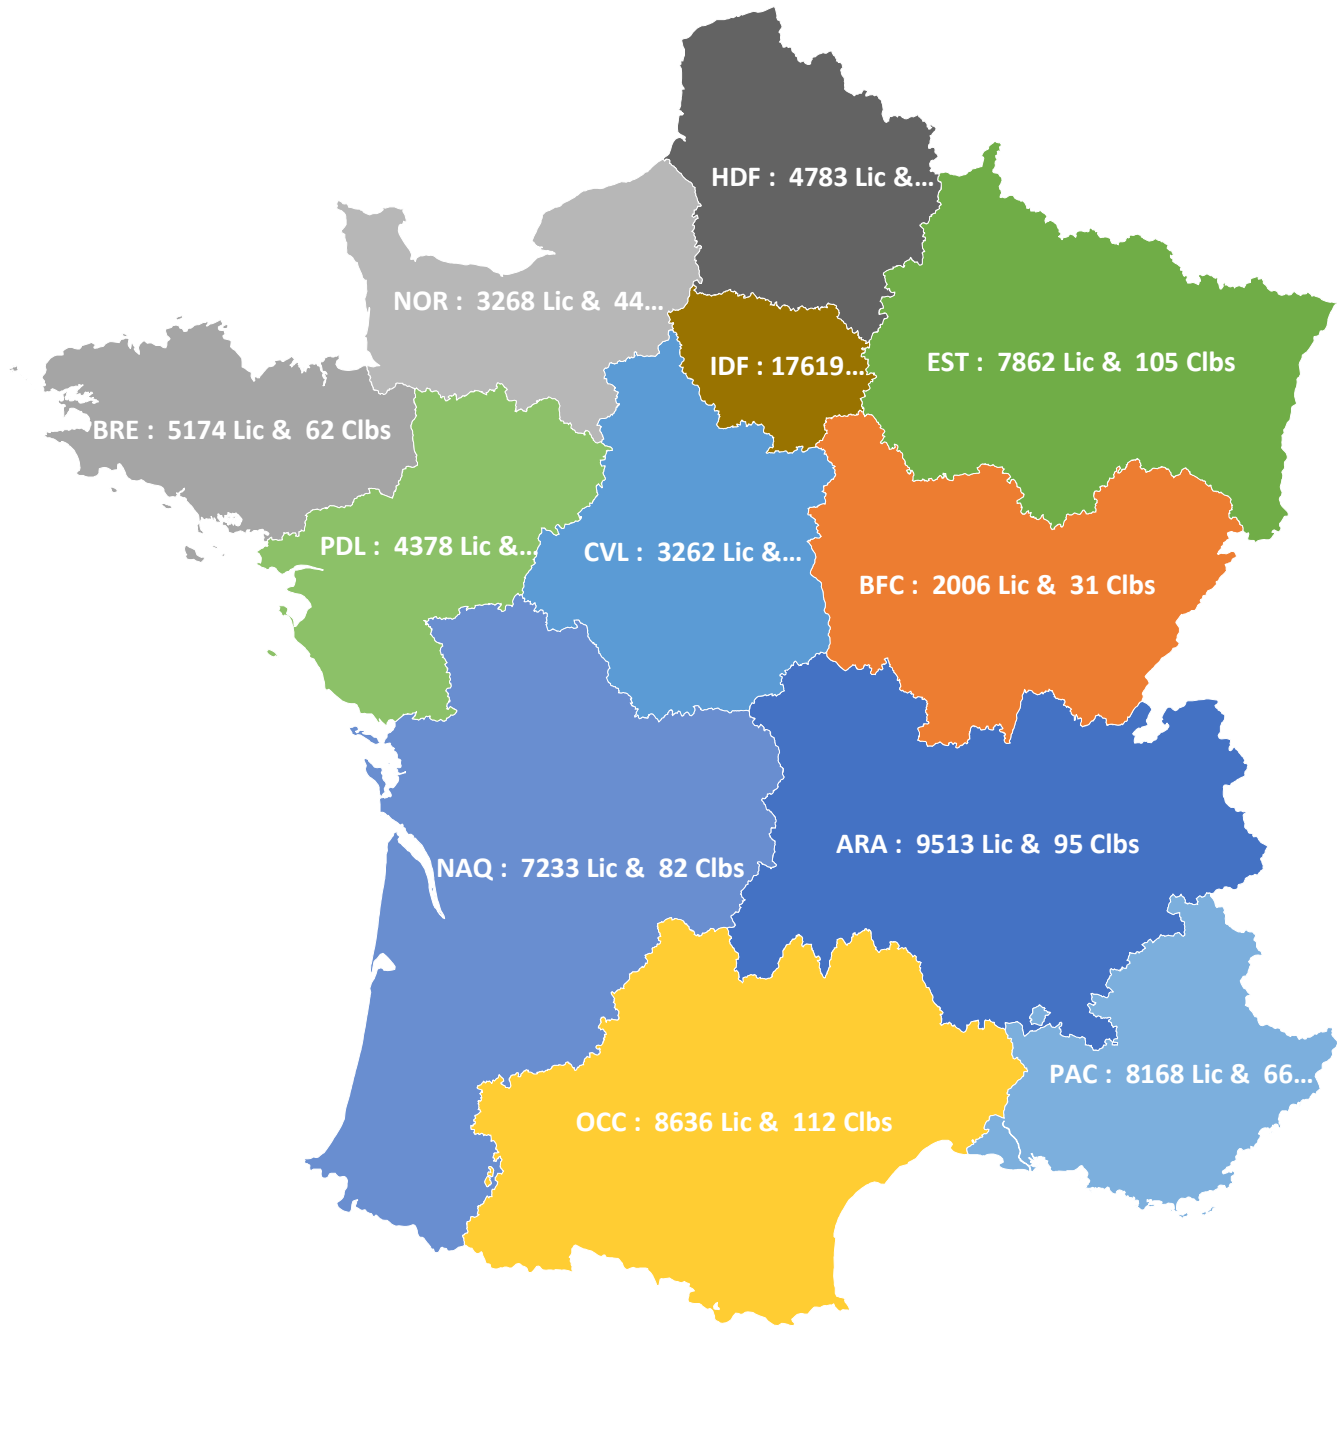 HDF : 4783 Lic &...
NOR : 3268 Lic & 44...
IDF : 17619...
EST : 7862 Lic & 105 Clbs
BRE : 5174 Lic & 62 Clbs
PDL : 4378 Lic &...
CVL : 3262 Lic &...
BFC : 2006 Lic & 31 Clbs
ARA : 9513 Lic & 95 Clbs
NAQ : 7233 Lic & 82 Clbs
PAC : 8168 Lic & 66...
OCC : 8636 Lic & 112 Clbs